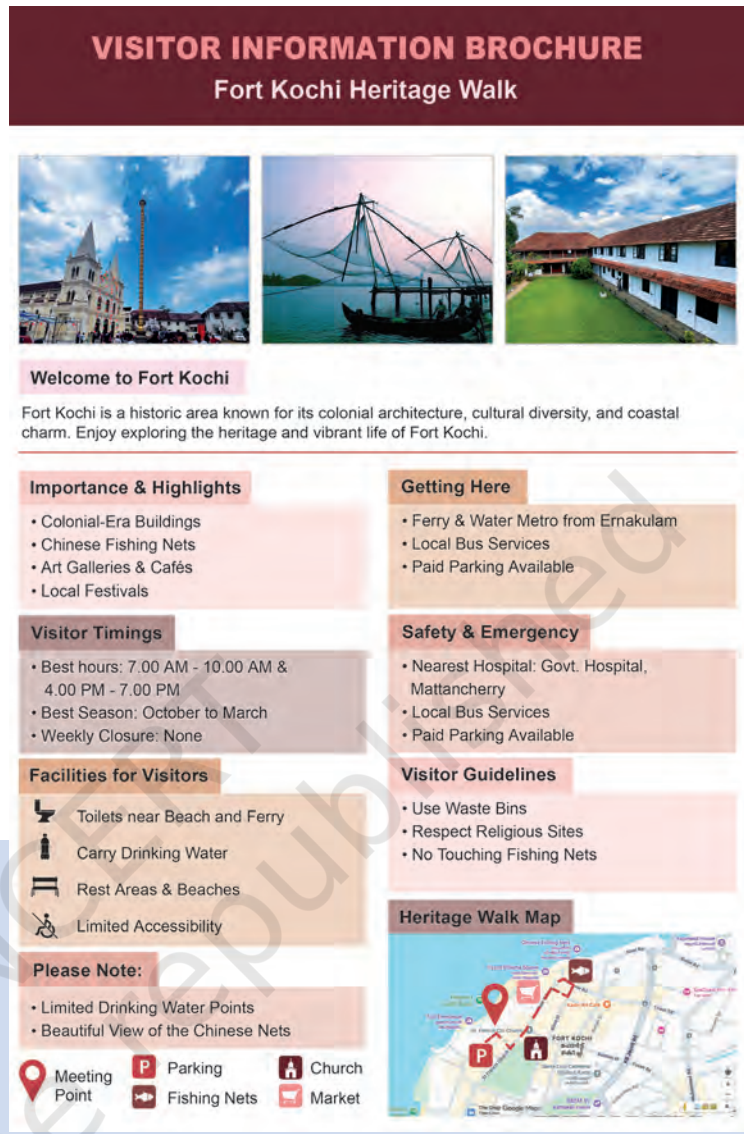 VISITOR INFORMATION BROCHURE
Fort Kochi Heritage Walk
Welcome to Fort Kochi
Fort Kochi is a historic area known for its colonial architecture, cultural diversity, and coastal
charm. Enjoy exploring the heritage and vibrant life of Fort Kochi.
Importance & Highlights
• Colonial-Era Buildings
• Chinese Fishing Nets
• Art Galleries & Cafés
• Local Festivals
Getting Here
• Ferry & Water Metro from Ernakulam
• Local Bus Services
• Paid Parking Available
Visitor Timings
• Best hours: 7.00 AM - 10.00 AM &
4.00 PM - 7.00 PM
• Best Season: October to March
• Weekly Closure: None
Safety & Emergency
• Nearest Hospital: Govt. Hospital,
Mattancherry
• Local Bus Services
• Paid Parking Available
Facilities for Visitors
Toilets near Beach and Ferry
Carry Drinking Water
Rest Areas & Beaches
Limited Accessibility
Visitor Guidelines
• Use Waste Bins
• Respect Religious Sites
• No Touching Fishing Nets
Please Note:
• Limited Drinking Water Points
• Beautiful View of the Chinese Nets
Meeting
Point
P Parking
Fishing Nets
Church
Market
Heritage Walk Map
P
FORT KOCHI
Google Maps
NCERT
republished